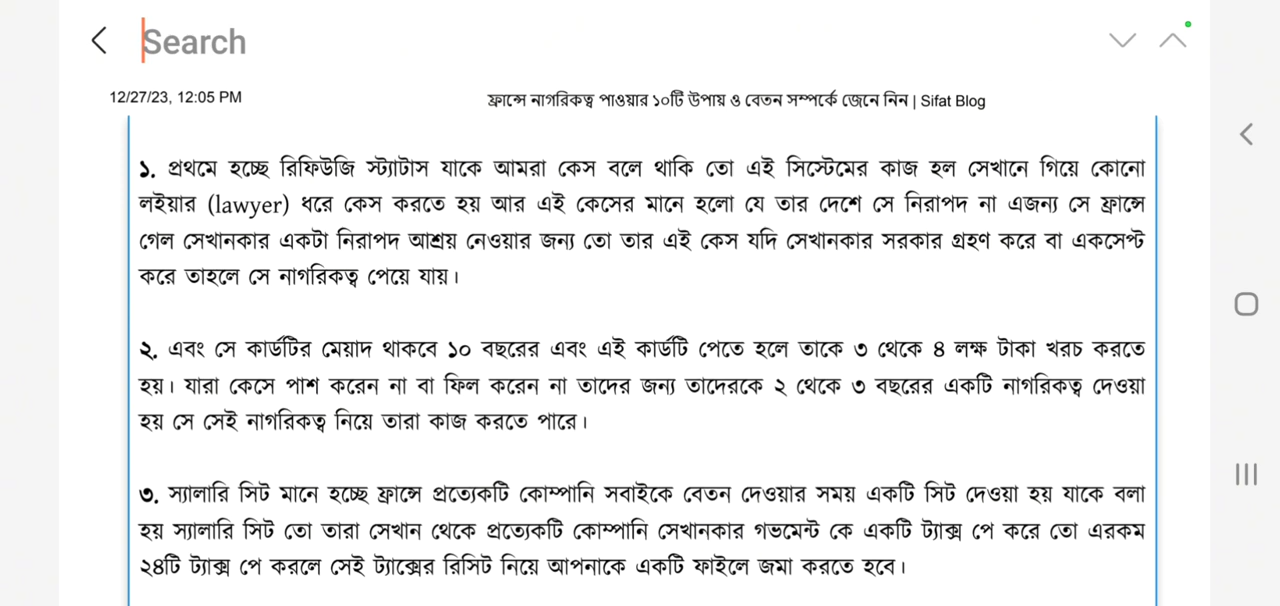 Search
12/27/23, 12:05 PM
ফ্রান্সে নাগরিকত্ব পাওয়ার ১০টি উপায় ও বেতন সম্পর্কে জেনে নিন | Sifat Blog
১. প্রথমে হচ্ছে রিফিউজি স্ট্যাটাস যাকে আমরা কেস বলে থাকি তো এই সিস্টেমের কাজ হল সেখানে গিয়ে কোনো
লইয়ার (lawyer) ধরে কেস করতে হয় আর এই কেসের মানে হলো যে তার দেশে সে নিরাপদ না এজন্য সে ফ্রান্সে
গেল সেখানকার একটা নিরাপদ আশ্রয় নেওয়ার জন্য তো তার এই কেস যদি সেখানকার সরকার গ্রহণ করে বা একসেপ্ট
করে তাহলে সে নাগরিকত্ব পেয়ে যায়।
২. এবং সে কার্ডটির মেয়াদ থাকবে ১০ বছরের এবং এই কার্ডটি পেতে হলে তাকে ৩ থেকে ৪ লক্ষ টাকা খরচ করতে
হয়। যারা কেসে পাশ করেন না বা ফিল করেন না তাদের জন্য তাদেরকে ২ থেকে ৩ বছরের একটি নাগরিকত্ব দেওয়া
হয় সে সেই নাগরিকত্ব নিয়ে তারা কাজ করতে পারে।
৩. স্যালারি সিট মানে হচ্ছে ফ্রান্সে প্রত্যেকটি কোম্পানি সবাইকে বেতন দেওয়ার সময় একটি সিট দেওয়া হয় যাকে বলা
হয় স্যালারি সিট তো তারা সেখান থেকে প্রত্যেকটি কোম্পানি সেখানকার গভমেন্ট কে একটি ট্যাক্স পে করে তো এরকম
২৪টি ট্যাক্স পে করলে সেই ট্যাক্সের রিসিট নিয়ে আপনাকে একটি ফাইলে জমা করতে হবে।